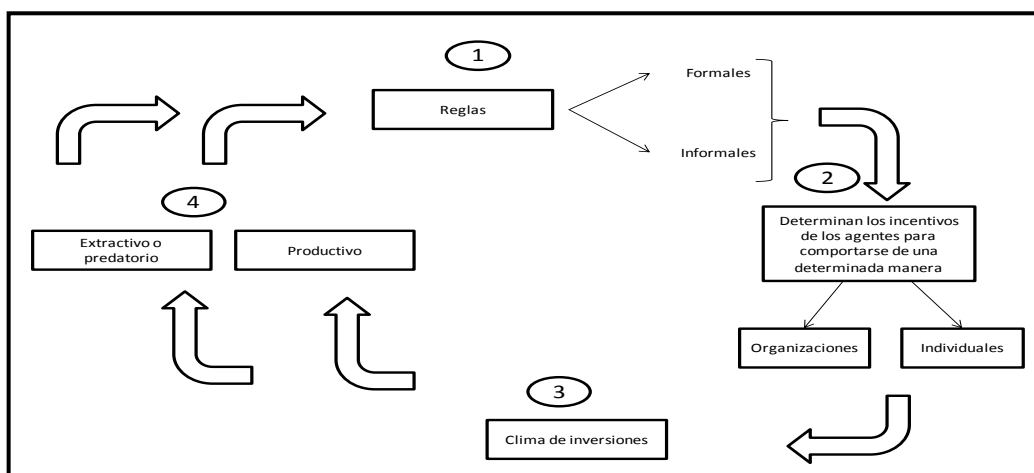 1
Reglas
Formales
Informales
2
Determinan los incentivos
de los agentes para
comportarse de una
determinada manera
Organizaciones
Individuales
3
Clima de inversiones
4
Extractivo o
predatorio
Productivo